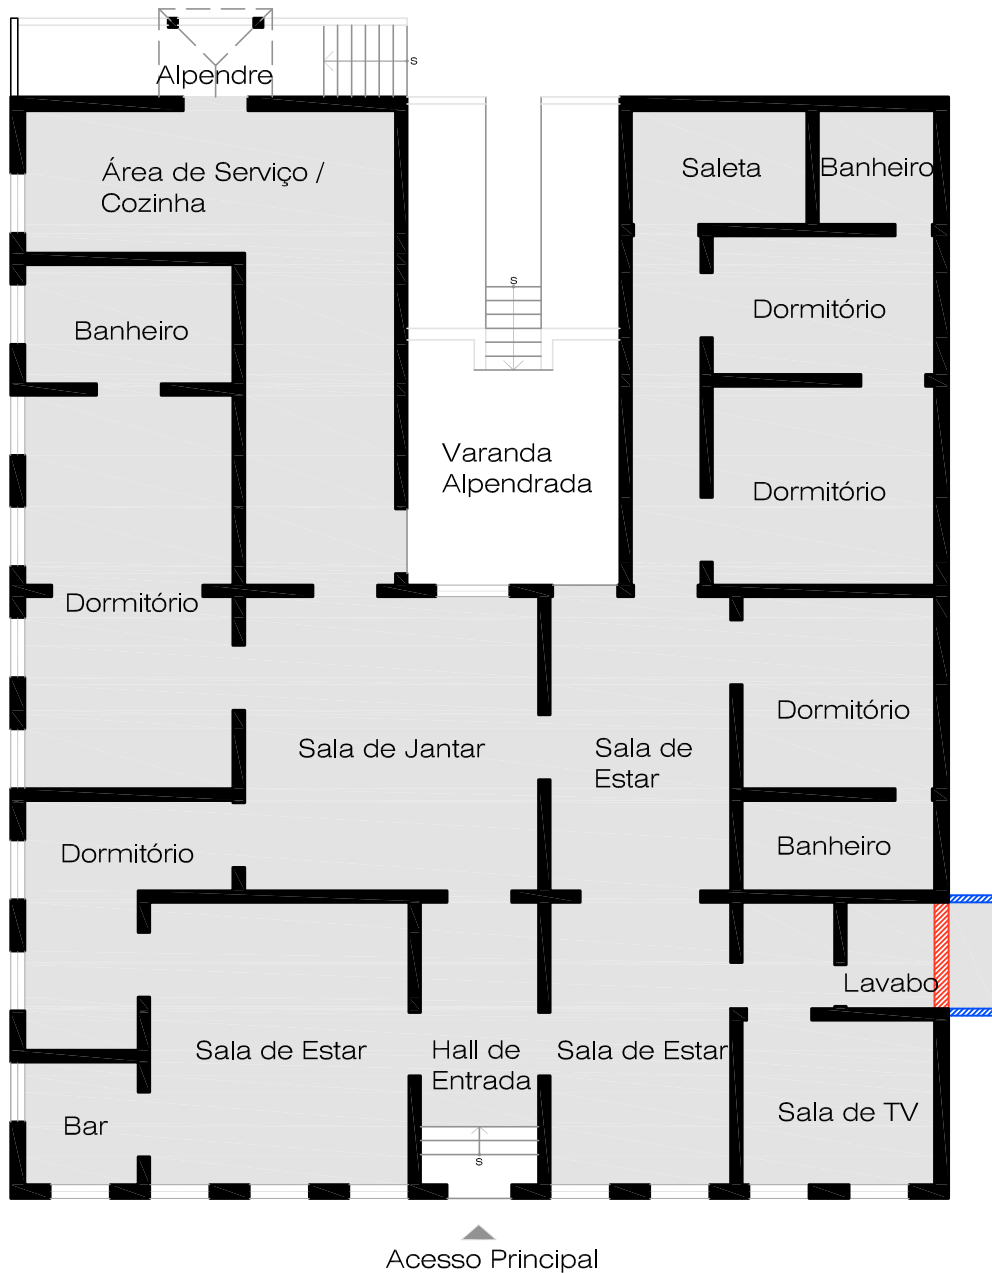 s
Alpendre
Área de Serviço /
Cozinha
Saleta
Banheiro
s
Dormitório
Banheiro
Varanda
Alpendrada
Dormitório
Dormitório
Dormitório
Sala de Jantar
Sala de
Estar
Dormitório
Banheiro
Lavabo
Sala de Estar
Hall de
Entrada
Sala de Estar
Bar
Sala de TV
s
Acesso Principal